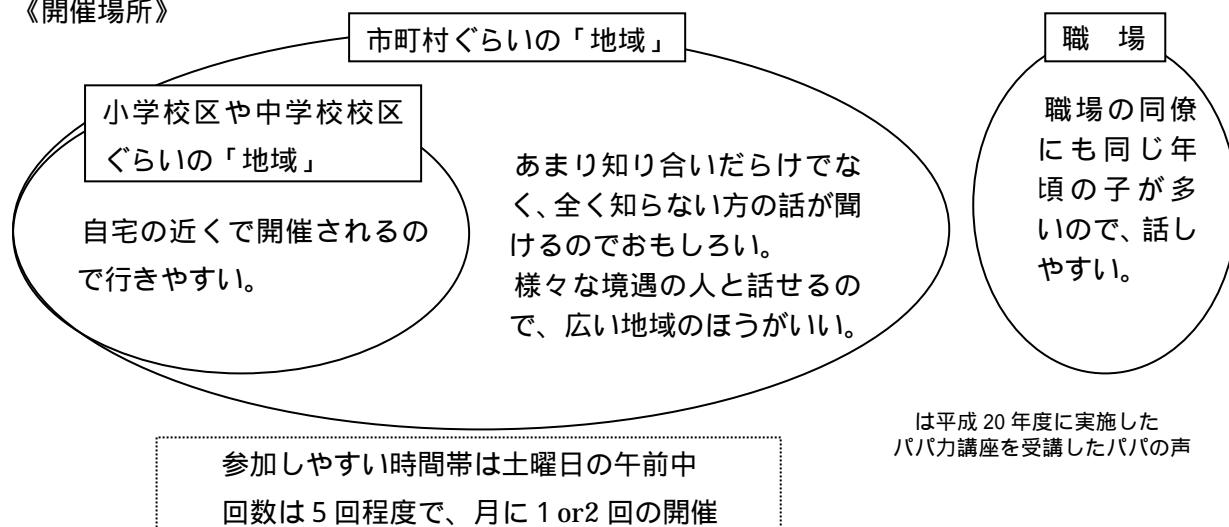 《開催場所》
市町村ぐらいの「地域」
小学校区や中学校校区
ぐらいの「地域」
自宅の近くで開催されるの
で行きやすい。
あまり知り合いだらけでな
く、全く知らない方の話が聞
けるのでおもしろい。
様々な境遇の人と話せるの
で、広い地域のほうがいい。
職　場
職場の同僚
にも同じ年
頃の子が多
いので、話し
やすい。
は平成 20 年度に実施した
パパ力講座を受講したパパの声
参加しやすい時間帯は土曜日の午前中
回数は 5 回程度で、月に 1 or2 回の開催